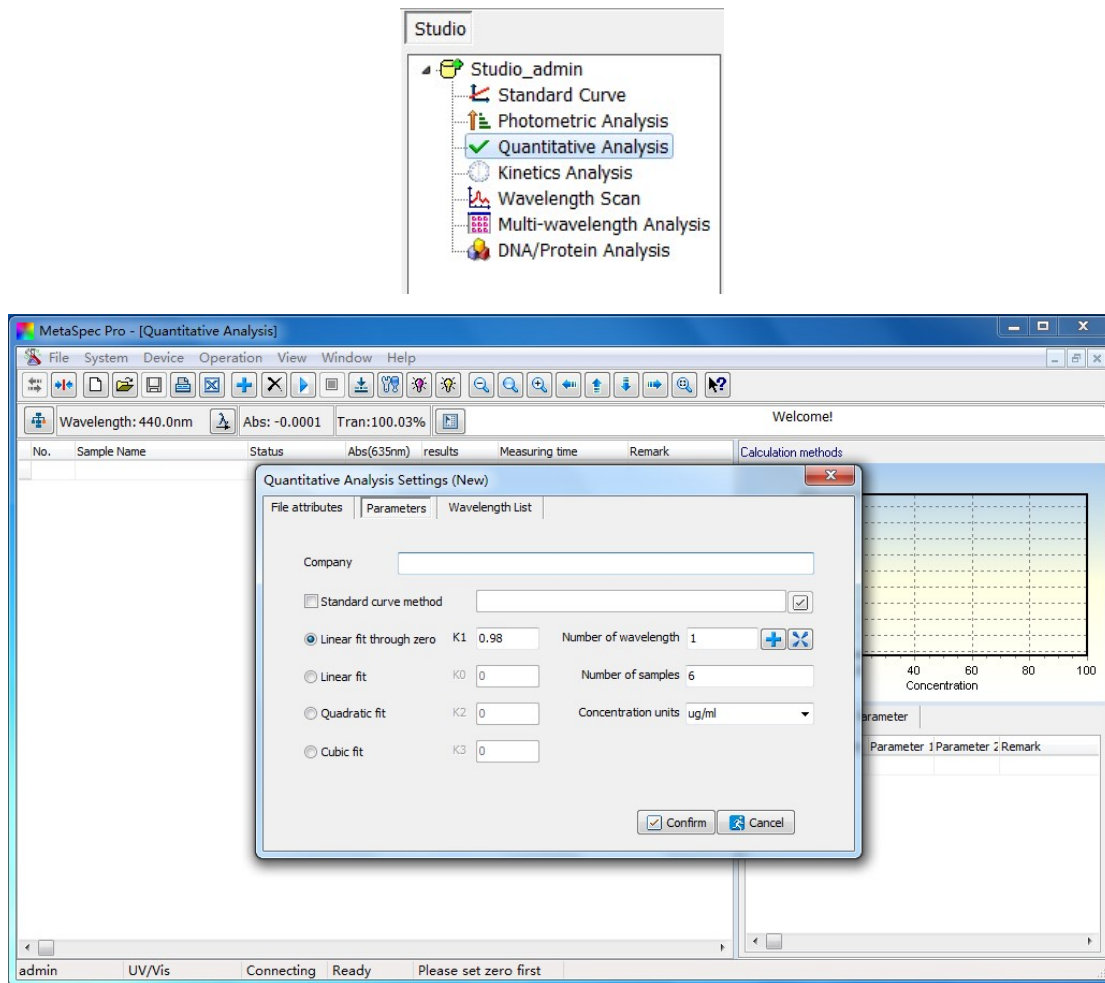 Studio
Studio_admin
Standard Curve
Photometric Analysis
Quantitative Analysis
Kinetics Analysis
Wavelength Scan
Multi-wavelength Analysis
DNA/Protein Analysis
MetaSpec Pro - [Quantitative Analysis]
File System Device Operation View Window Help
Wavelength: 440.0nm Abs: -0.0001 Tran:100.03% Welcome!
No. Sample Name Status Abs(635nm) results Measuring time Remark Calculation methods
Quantitative Analysis Settings (New)
File attributes Parameters Wavelength List
Company
Standard curve method
Linear fit through zero K1 0.98 Number of wavelength 1
Linear fit K0 0 Number of samples 6
Quadratic fit K2 0 Concentration units ug/ml
Cubic fit K3 0
Confirm Cancel
40 60 80 100
Concentration
arameter
Parameter 1 Parameter 2 Remark
admin UV/Vis Connecting Ready Please set zero first